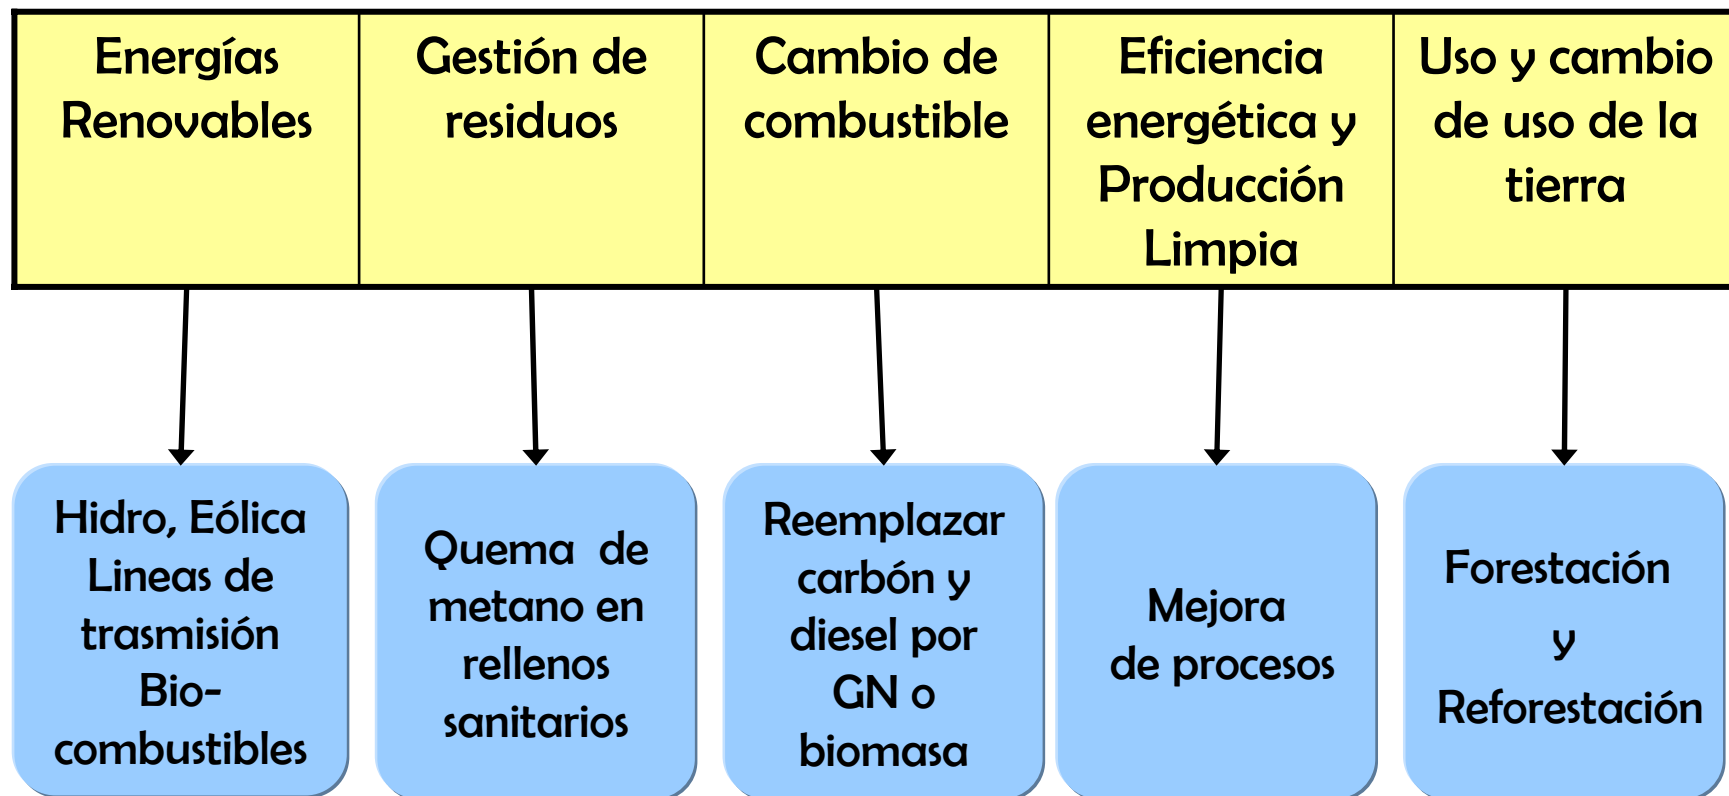 Energías
Renovables
Gestión de
residuos
Cambio de
combustible
Eficiencia
energética y
Producción
Limpia
Uso y cambio
de uso de la
tierra
Hidro, Eólica
Lineas de
trasmisión
Bio-
combustibles
Quema de
metano en
rellenos
sanitarios
Reemplazar
carbón y
diesel por
GN o
biomasa
Mejora
de procesos
Forestación
y
Reforestación